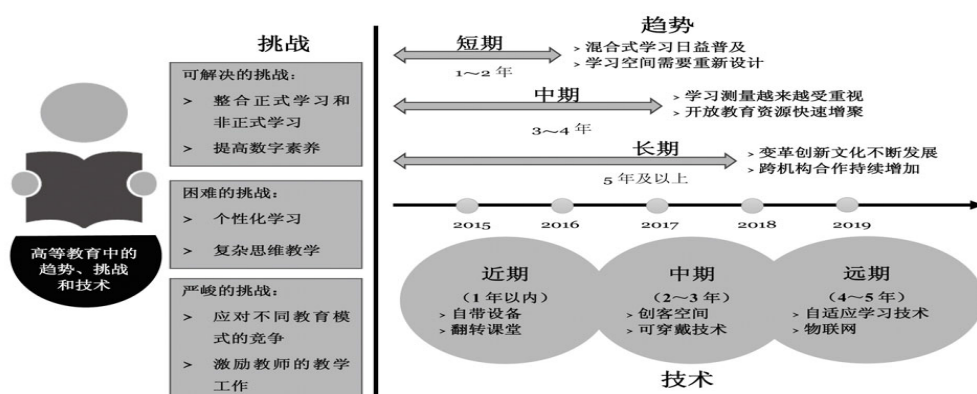 挑战
可解决的挑战:
> 整合正式学习和
非正式学习
> 提高数字素养
困难的挑战:
> 个性化学习
> 复杂思维教学
严峻的挑战:
> 应对不同教育模
式的竞争
> 激励教师的教学
工作
高等教育中的
趋势、挑战
和技术
趋势
短期
1～2 年
> 混合式学习日益普及
> 学习空间需要重新设计
中期
3～4 年
> 学习测量越来越受重视
> 开放教育资源快速增聚
长期
5 年及以上
> 变革创新文化不断发展
> 跨机构合作持续增加
2015
2016
2017
2018
2019
近期
（1 年以内）
> 自带设备
> 翻转课堂
中期
（2～3 年）
> 创客空间
> 可穿戴技术
远期
（4～5 年）
> 自适应学习技术
> 物联网
技术